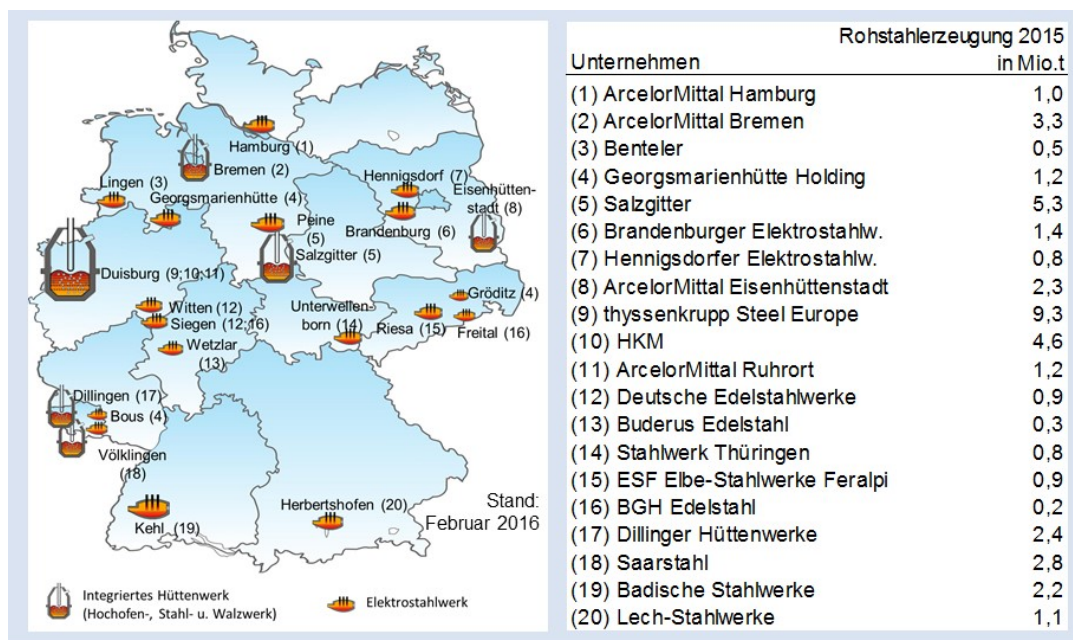 Hamburg (1)
Bremen (2)
Lingen (3)
Georgsmarienhütte (4)
Hennigsdorf (7)
Eisenhütten-
stadt (8)
Peine
(5)
Brandenburg (6)
Salzgitter (5)
Duisburg (9;10;11)
Witten (12)
Siegen (12;16)
Wetzlar
(13)
Unterwellen-
born (14)
Gröditz (4)
Riesa (15)
Freital (16)
Dillingen (17)
Bous (4)
Völklingen
(18)
Kehl (19)
Herbertshofen (20)
Stand:
Februar 2016
Integriertes Hüttenwerk
(Hochofen-, Stahl- u. Walzwerk)
Elektrostahlwerk
Rohstahlerzeugung 2015
Unternehmen in Mio.t
(1) ArcelorMittal Hamburg 1,0
(2) ArcelorMittal Bremen 3,3
(3) Benteler 0,5
(4) Georgsmarienhütte Holding 1,2
(5) Salzgitter 5,3
(6) Brandenburger Elektrostahlw. 1,4
(7) Hennigsdorfer Elektrostahlw. 0,8
(8) ArcelorMittal Eisenhüttenstadt 2,3
(9) thyssenkrupp Steel Europe 9,3
(10) HKM 4,6
(11) ArcelorMittal Ruhrort 1,2
(12) Deutsche Edelstahlwerke 0,9
(13) Buderus Edelstahl 0,3
(14) Stahlwerk Thüringen 0,8
(15) ESF Elbe-Stahlwerke Feralpi 0,9
(16) BGH Edelstahl 0,2
(17) Dillinger Hüttenwerke 2,4
(18) Saarstahl 2,8
(19) Badische Stahlwerke 2,2
(20) Lech-Stahlwerke 1,1